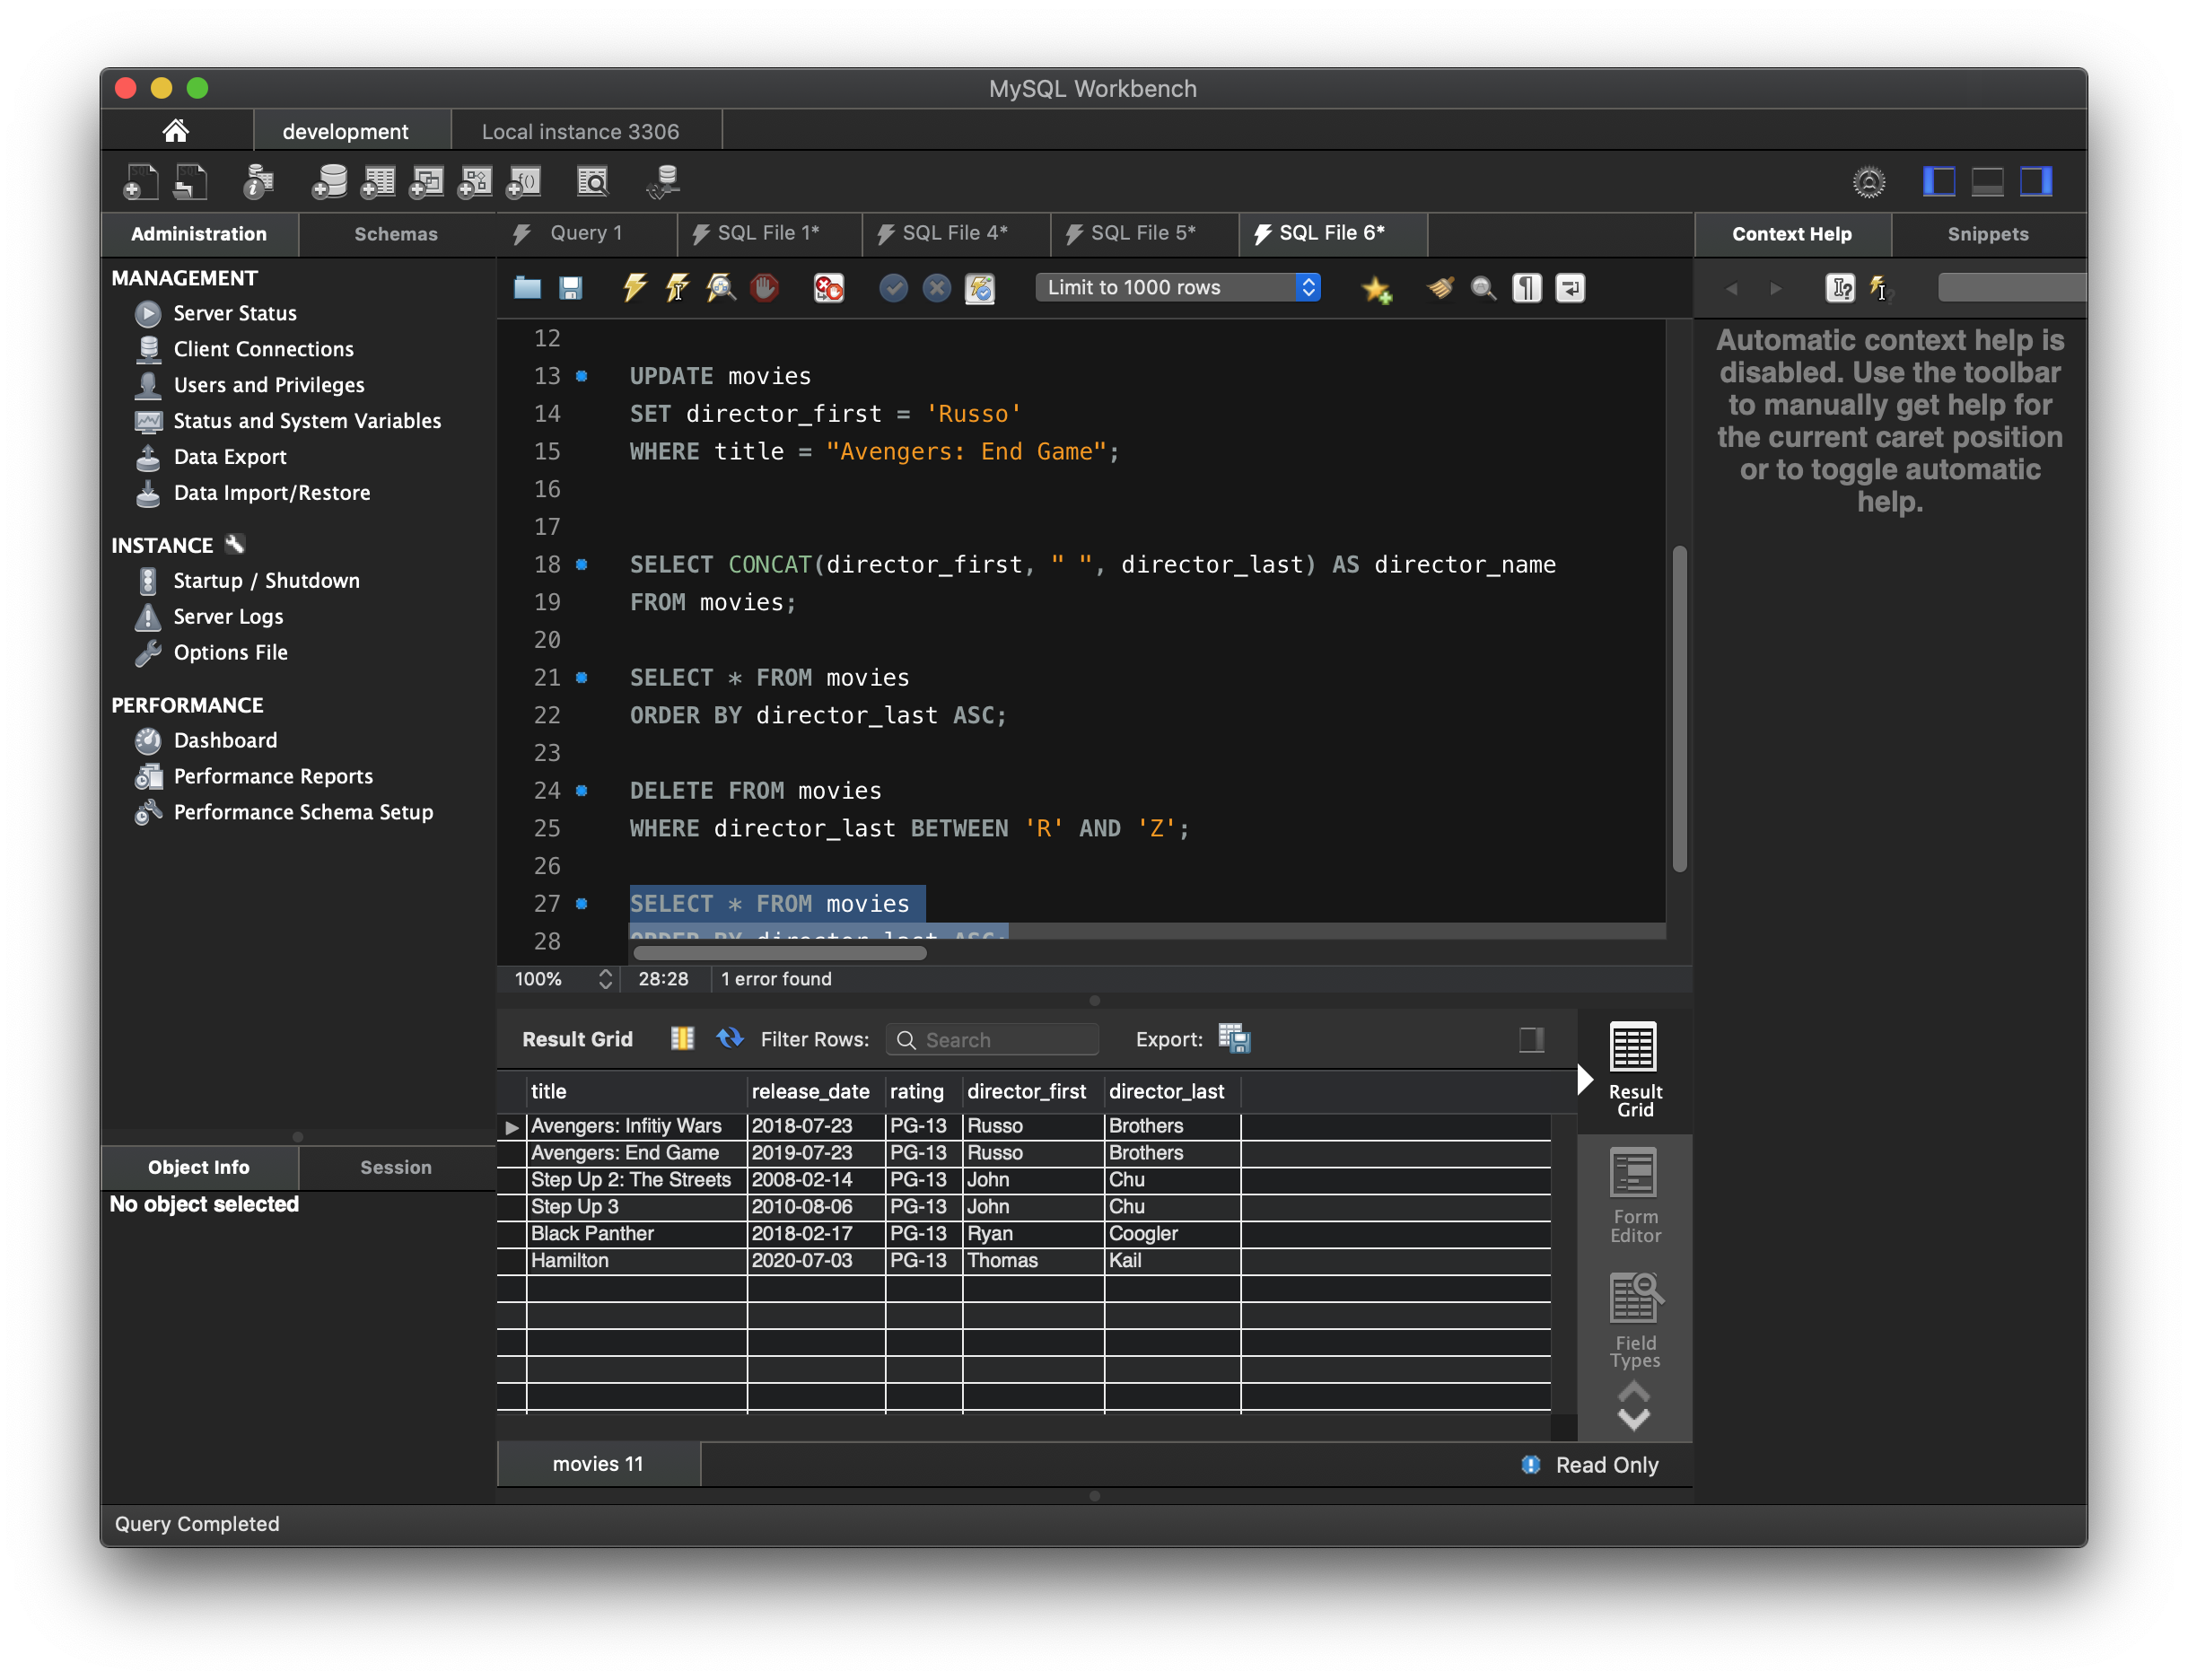 MySQL Workbench
development
Local instance 3306
Administration
Schemas
Query 1
SQL File 1*
SQL File 4*
SQL File 5*
SQL File 6*
Context Help
Snippets
MANAGEMENT
Server Status
Client Connections
Users and Privileges
Status and System Variables
Data Export
Data Import/Restore
INSTANCE
Startup / Shutdown
Server Logs
Options File
PERFORMANCE
Dashboard
Performance Reports
Performance Schema Setup
Object Info
Session
No object selected
Limit to 1000 rows
12
13 UPDATE movies
14 SET director_first = 'Russo'
15 WHERE title = "Avengers: End Game";
16
17
18 SELECT CONCAT(director_first, " ", director_last) AS director_name
19 FROM movies;
20
21 SELECT * FROM movies
22 ORDER BY director_last ASC;
23
24 DELETE FROM movies
25 WHERE director_last BETWEEN 'R' AND 'Z';
26
27 SELECT * FROM movies
28 ORDER BY director_last ASC;
100%
28:28
1 error found
Result Grid
Filter Rows:
Search
Export:
title release_date rating director_first director_last
Avengers: Infitiy Wars 2018-07-23 PG-13 Russo Brothers
Avengers: End Game 2019-07-23 PG-13 Russo Brothers
Step Up 2: The Streets 2008-02-14 PG-13 John Chu
Step Up 3 2010-08-06 PG-13 John Chu
Black Panther 2018-02-17 PG-13 Ryan Coogler
Hamilton 2020-07-03 PG-13 Thomas Kail
Result
Grid
Form
Editor
Field
Types
movies 11
Read Only
Automatic context help is
disabled. Use the toolbar
to manually get help for
the current caret position
or to toggle automatic
help.
Query Completed